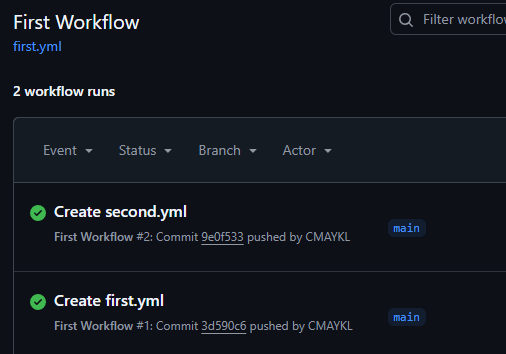 First Workflow
Filter workflow
first.yml
2 workflow runs
Event Status Branch Actor
Create second.yml
First Workflow #2: Commit 9e0f533 pushed by CMAYKL
main
Create first.yml
First Workflow #1: Commit 3d590c6 pushed by CMAYKL
main